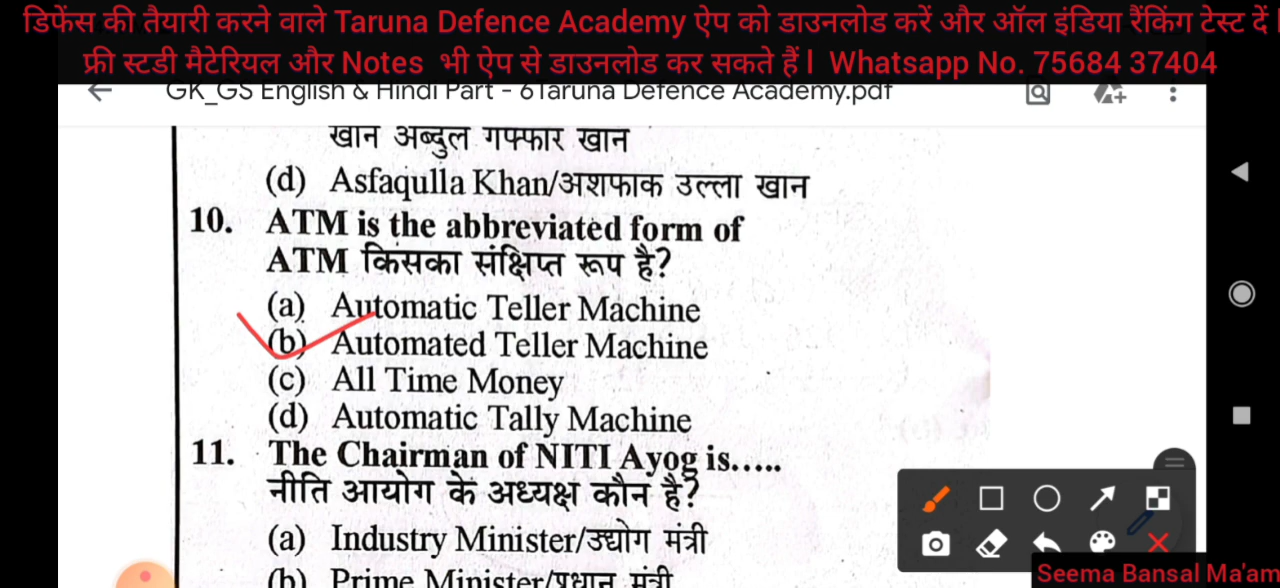 डिफेंस की तैयारी करने वाले Taruna Defence Academy ऐप को डाउनलोड करें और ऑल इंडिया रैंकिंग टेस्ट दें।
फ्री स्टडी मैटेरियल और Notes भी ऐप से डाउनलोड कर सकते हैं। Whatsapp No. 75684 37404
GK_GS English & Hindi Part - 6Taruna Defence Academy.pdf
खान अब्दुल गफ्फार खान
(d) Asfaqulla Khan/अशफाक उल्ला खान
10. ATM is the abbreviated form of
ATM किसका संक्षिप्त रूप है?
(a) Automatic Teller Machine
(b) Automated Teller Machine
(c) All Time Money
(d) Automatic Tally Machine
11. The Chairman of NITI Ayog is.....
नीति आयोग के अध्यक्ष कौन है?
(a) Industry Minister/उद्योग मंत्री
(b) Prime Minister/प्रधान मंत्री
Seema Bansal Ma'am